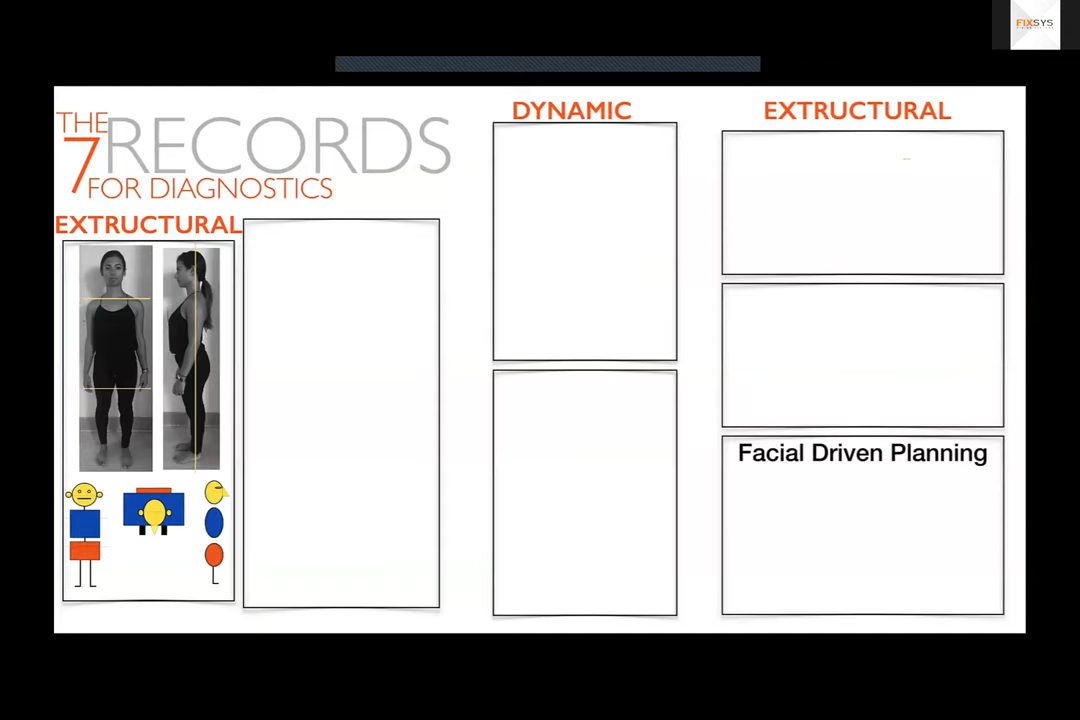 FIXSYS
THE
7 RECORDS
FOR DIAGNOSTICS
EXTRUCTURAL
DYNAMIC
EXTRUCTURAL
Facial Driven Planning